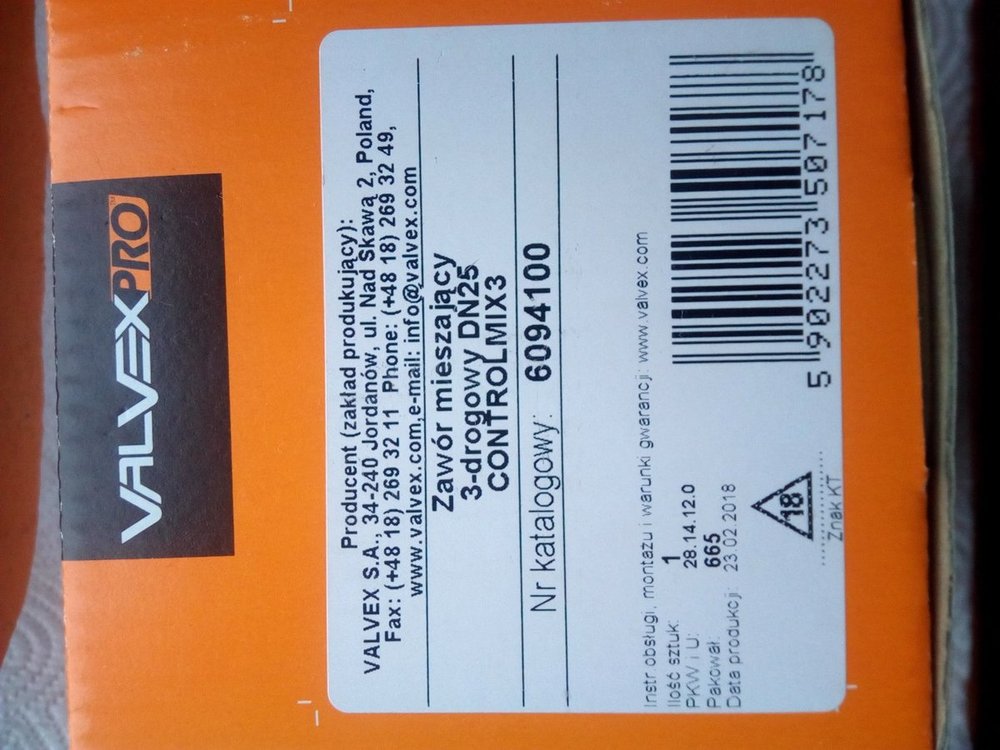 VALVEXPRO™
Producent (zakład produkujący):
VALVEX S.A., 34-240 Jordanów, ul. Nad Skawą 2, Poland,
Fax: (+48 18) 269 32 11 Phone: (+48 18) 269 32 49,
www.valvex.com,e-mail: info@valvex.com
Zawór mieszający
3-drogowy DN25
CONTROLMIX3
Nr katalogowy: 6094100
Instr obsługi, montażu i warunki gwarancji: www.valvex.com
Ilość sztuk: 1
PKW i U: 28.14.12.0
Pakował: 665
Data produkcji: 23.02.2018
18
Znak KT
5 902273 507178